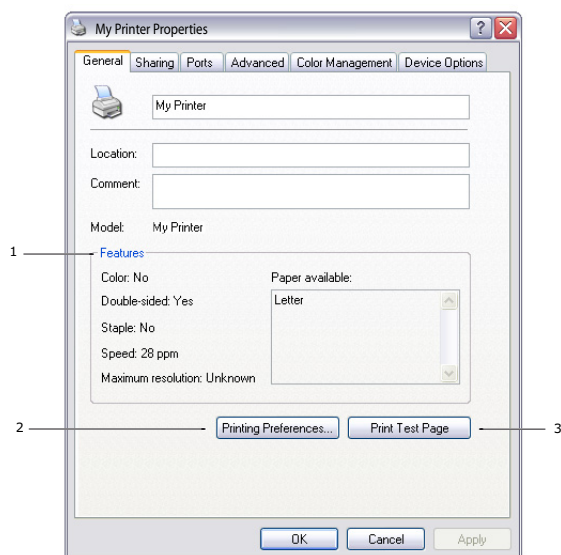 My Printer Properties
?
General Sharing Ports Advanced Color Management Device Options
My Printer
Location:
Comment:
Model: My Printer
1
Features
Color: No Paper available:
Double-sided: Yes Letter
Staple: No
Speed: 28 ppm
Maximum resolution: Unknown
2 Printing Preferences... Print Test Page 3
OK Cancel Apply